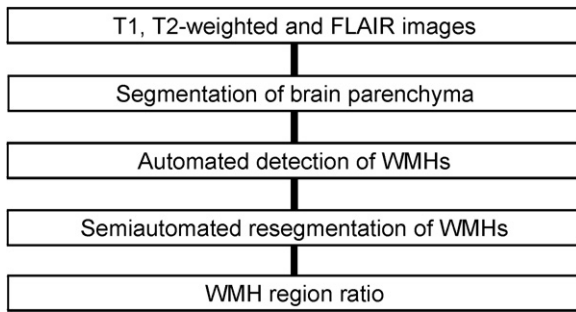 T1, T2-weighted and FLAIR images
Segmentation of brain parenchyma
Automated detection of WMHs
Semiautomated resegmentation of WMHs
WMH region ratio